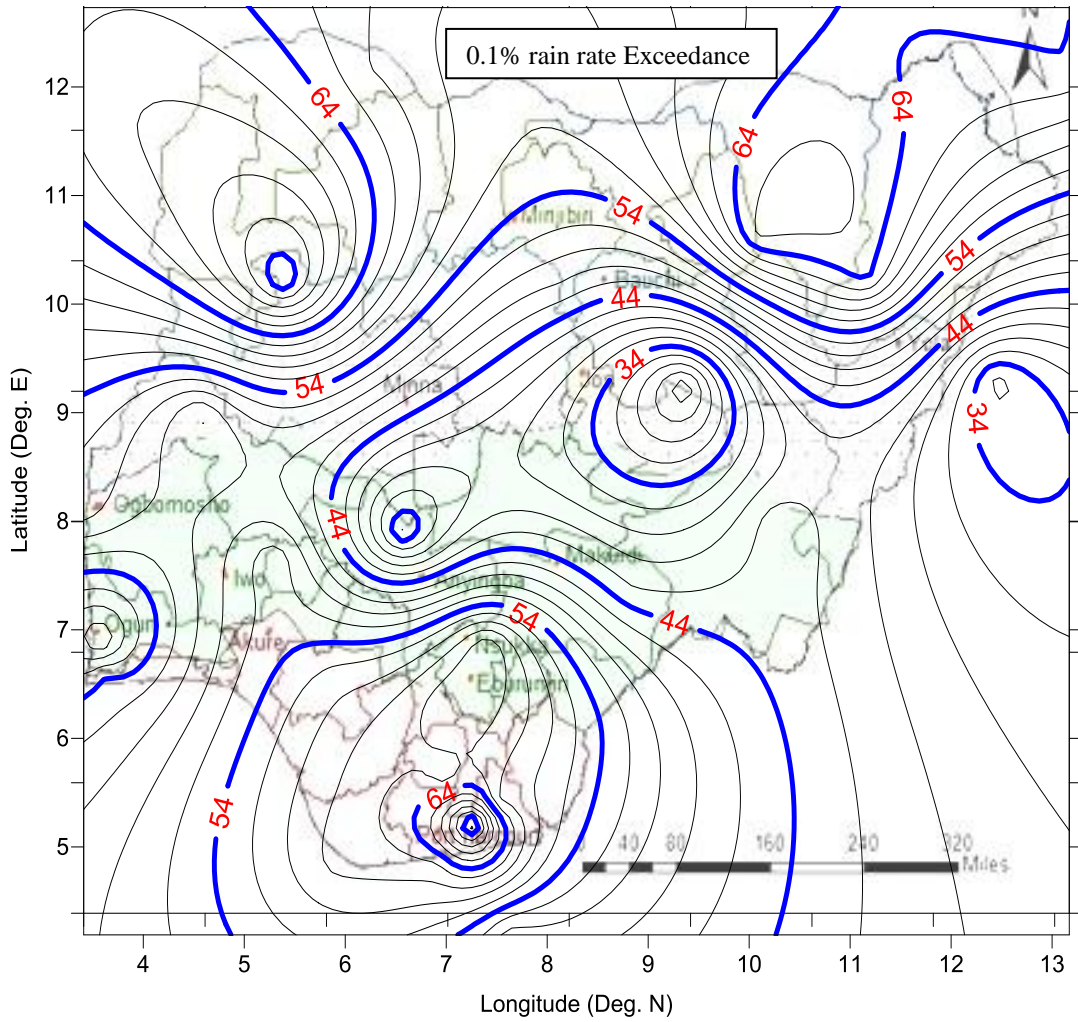 N
0.1% rain rate Exceedance
12
64
64
64
11
54
Minjibin
54
Bauchi
10
44
44
34
Jos
54
Minna
9
34
Latitude (Deg. E)
Ogbomosho
8
44
Makurdi
Iwo
Anyingba
54
44
7
Ogun
Akure
Nsukka
6
64
54
5
0 40 80 160 240 320
Miles
4 5 6 7 8 9 10 11 12 13
Longitude (Deg. N)